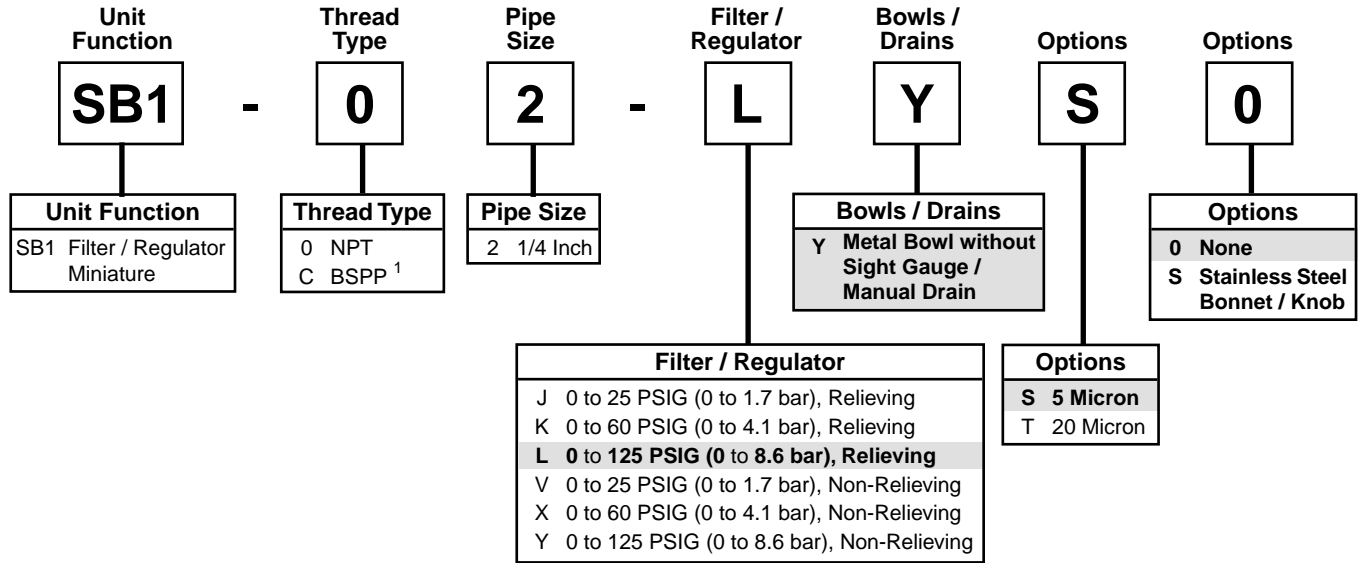 Unit Function
Thread Type
Pipe Size
Filter / Regulator
Bowls / Drains
Options
Options
SB1 - 0 2 - L Y S 0
Unit Function
SB1 Filter / Regulator
Miniature
Thread Type
0 NPT
C BSPP 1
Pipe Size
2 1/4 Inch
Bowls / Drains
Y Metal Bowl without
Sight Gauge /
Manual Drain
Options
0 None
S Stainless Steel
Bonnet / Knob
Filter / Regulator
J 0 to 25 PSIG (0 to 1.7 bar), Relieving
K 0 to 60 PSIG (0 to 4.1 bar), Relieving
L 0 to 125 PSIG (0 to 8.6 bar), Relieving
V 0 to 25 PSIG (0 to 1.7 bar), Non-Relieving
X 0 to 60 PSIG (0 to 4.1 bar), Non-Relieving
Y 0 to 125 PSIG (0 to 8.6 bar), Non-Relieving
Options
S 5 Micron
T 20 Micron